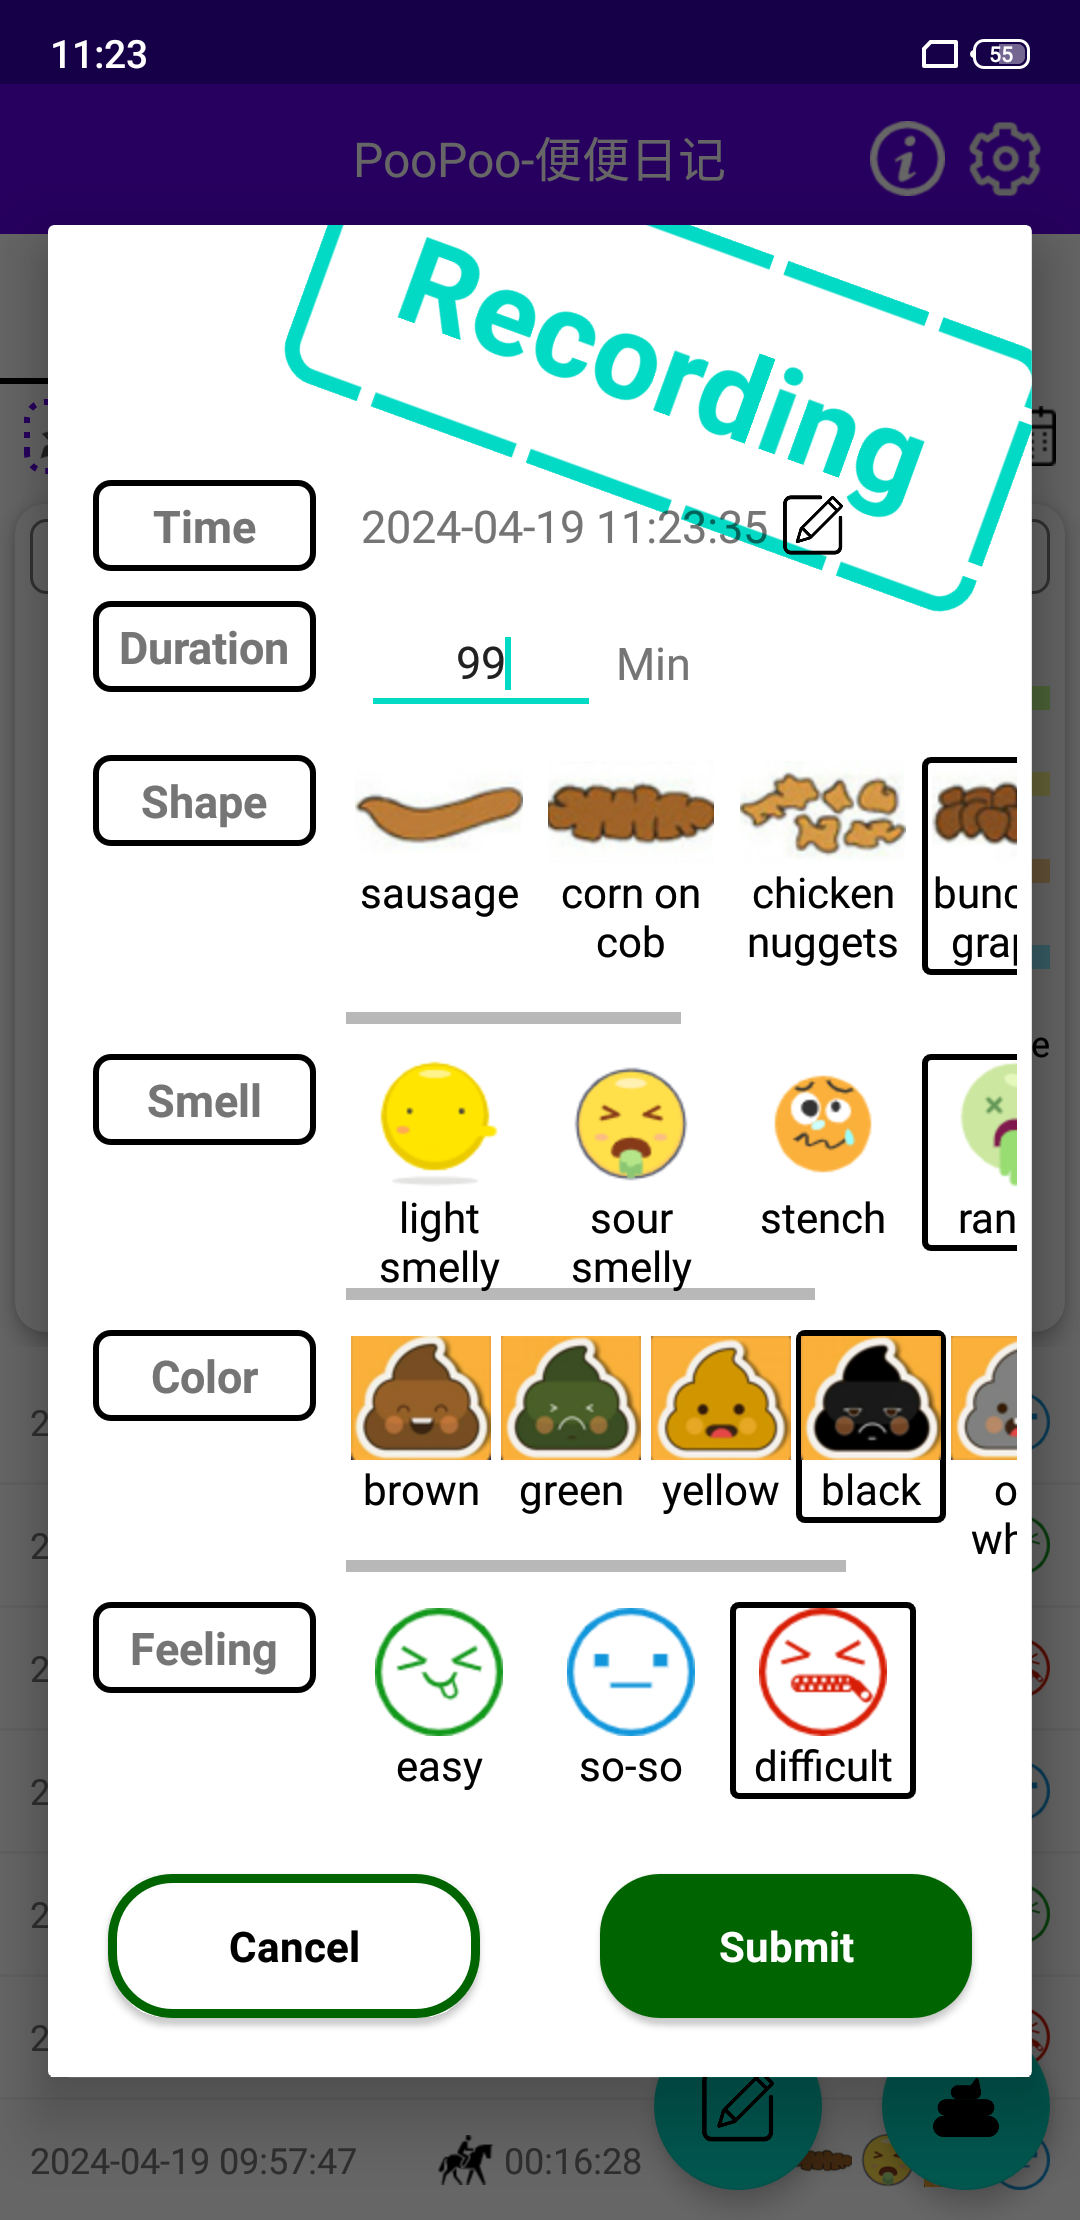 11:23
55
PooPoo-便便日记
Recording
Time
2024-04-19 11:23:35
Duration
99
Min
Shape
sausage
corn on cob
chicken nuggets
Smell
light smelly
sour smelly
stench
Color
brown
green
yellow
black
Feeling
easy
so-so
difficult
Cancel
Submit
2024-04-19 09:57:47
00:16:28